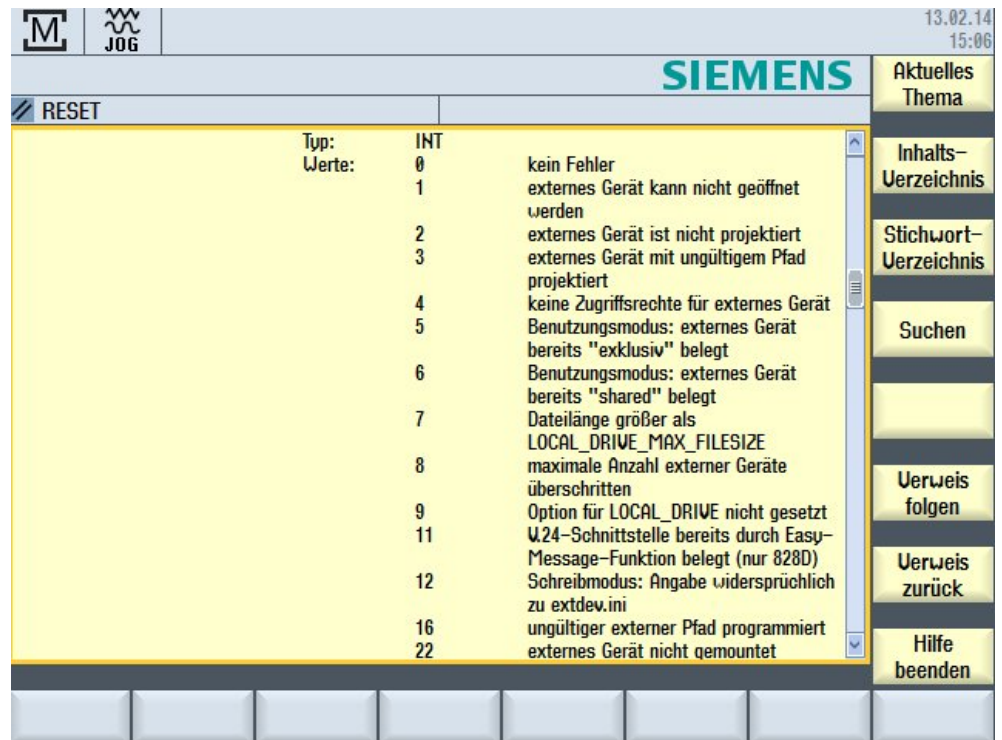 M
JOG
13.02.14
15:06
SIEMENS
RESET
Typ: INT
Werte: 0 kein Fehler
1 externes Gerät kann nicht geöffnet
werden
2 externes Gerät ist nicht projektiert
3 externes Gerät mit ungültigem Pfad
projektiert
4 keine Zugriffsrechte für externes Gerät
5 Benutzungsmodus: externes Gerät
bereits "exklusiv" belegt
6 Benutzungsmodus: externes Gerät
bereits "shared" belegt
7 Dateilänge größer als
LOCAL_DRIVE_MAX_FILESIZE
8 maximale Anzahl externer Geräte
überschritten
9 Option für LOCAL_DRIVE nicht gesetzt
11 V.24-Schnittstelle bereits durch Easy-
Message-Funktion belegt (nur 828D)
12 Schreibmodus: Angabe widersprüchlich
zu extdev.ini
16 ungültiger externer Pfad programmiert
22 externes Gerät nicht gemountet
Aktuelles
Thema
Inhalts-
Verzeichnis
Stichwort-
Verzeichnis
Suchen
Verweis
folgen
Verweis
zurück
Hilfe
beenden